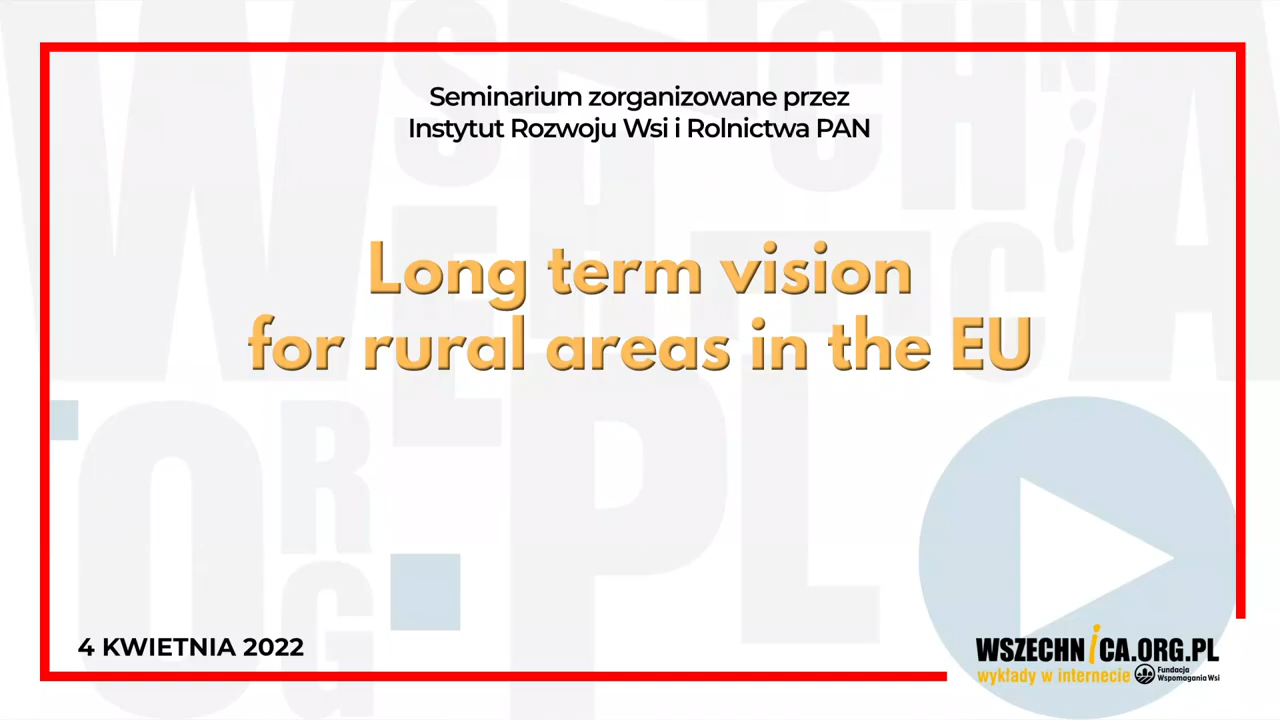 Seminarium zorganizowane przez
Instytut Rozwoju Wsi i Rolnictwa PAN
Long term vision
for rural areas in the EU
4 KWIETNIA 2022
WSZECHNiCA.ORG.PL
wykłady w internecie
Fundacja
Wspomagania Wsi